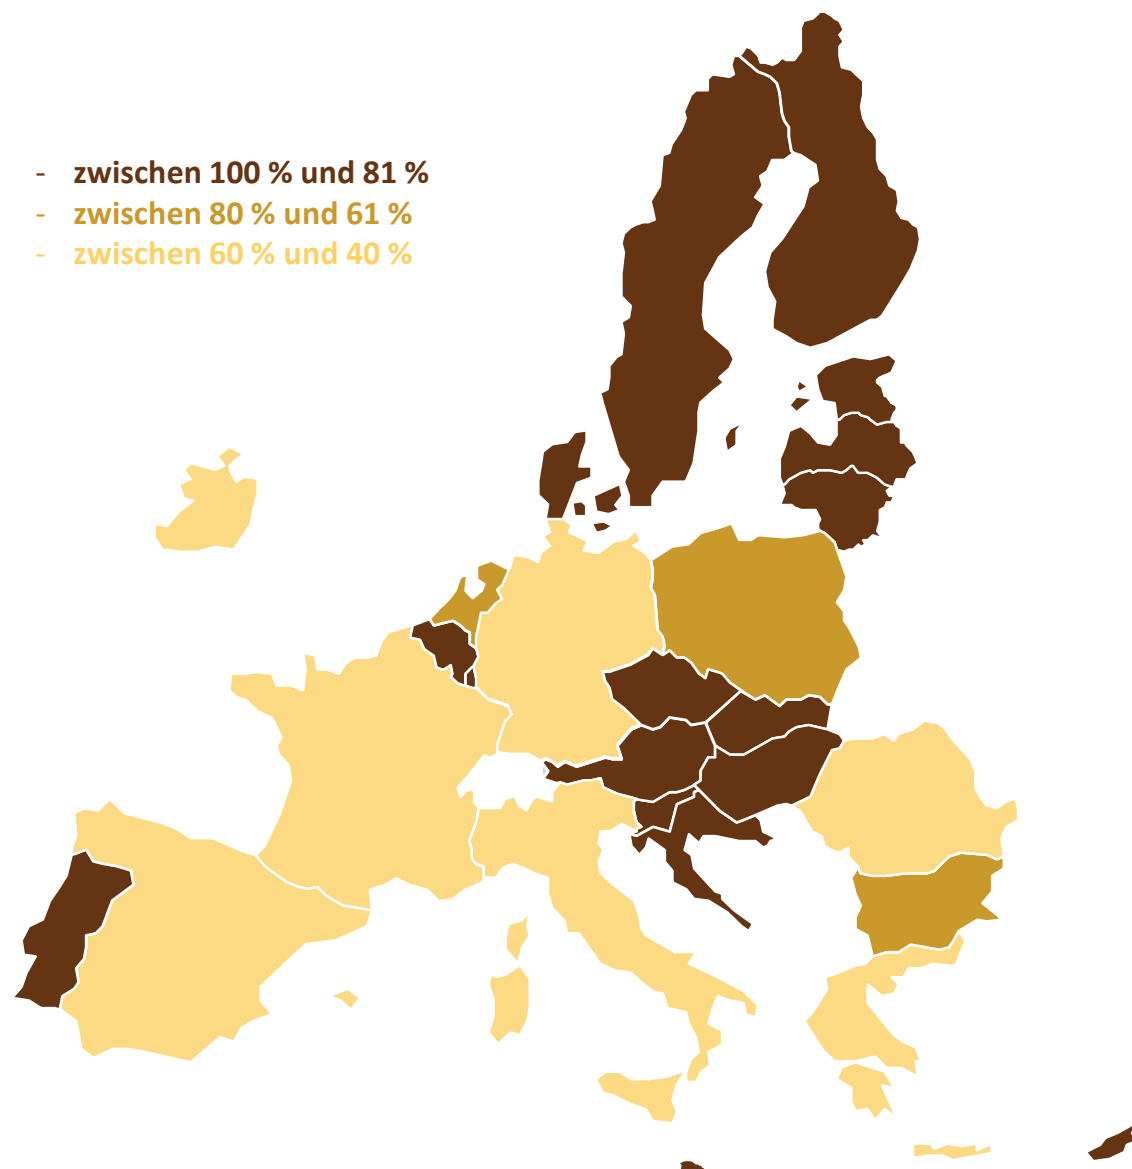 - zwischen 100 % und 81 %
- zwischen 80 % und 61 %
- zwischen 60 % und 40 %